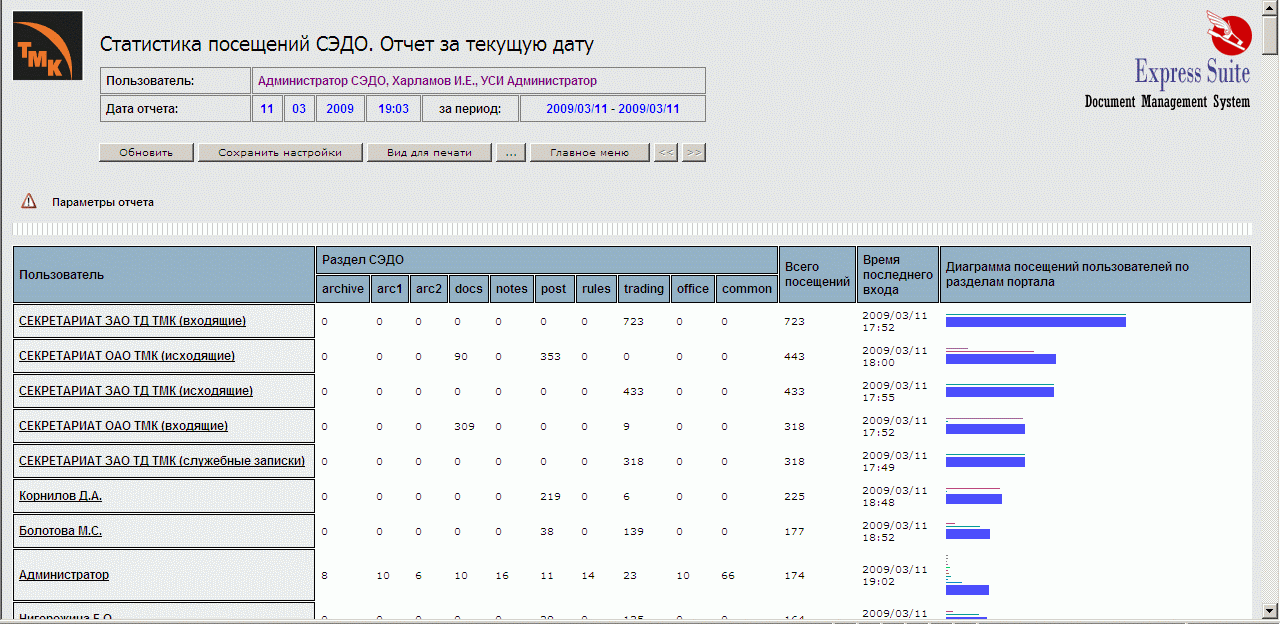 ТМК
Статистика посещений СЭДО. Отчет за текущую дату
Express Suite
Document Management System
Пользователь: Администратор СЭДО, Харламов И.Е., УСИ Администратор
Дата отчета: 11 03 2009 19:03 за период: 2009/03/11 - 2009/03/11
Обновить Сохранить настройки Вид для печати ... Главное меню << >>
Параметры отчета
Пользователь Раздел СЭДО Всего посещений Время последнего входа Диаграмма посещений пользователей по разделам портала
archive arc1 arc2 docs notes post rules trading office common
СЕКРЕТАРИАТ ЗАО ТД ТМК (входящие) 0 0 0 0 0 0 0 723 0 0 723 2009/03/11 17:52
СЕКРЕТАРИАТ ОАО ТМК (исходящие) 0 0 0 90 0 353 0 0 0 0 443 2009/03/11 18:00
СЕКРЕТАРИАТ ЗАО ТД ТМК (исходящие) 0 0 0 0 0 0 0 433 0 0 433 2009/03/11 17:55
СЕКРЕТАРИАТ ОАО ТМК (входящие) 0 0 0 309 0 0 0 9 0 0 318 2009/03/11 17:52
СЕКРЕТАРИАТ ЗАО ТД ТМК (служебные записки) 0 0 0 0 0 0 0 318 0 0 318 2009/03/11 17:49
Корнилов Д.А. 0 0 0 0 0 219 0 6 0 0 225 2009/03/11 18:48
Болотова М.С. 0 0 0 0 0 38 0 139 0 0 177 2009/03/11 18:52
Администратор 8 10 6 10 16 11 14 23 10 66 174 2009/03/11 19:02
2009/03/11